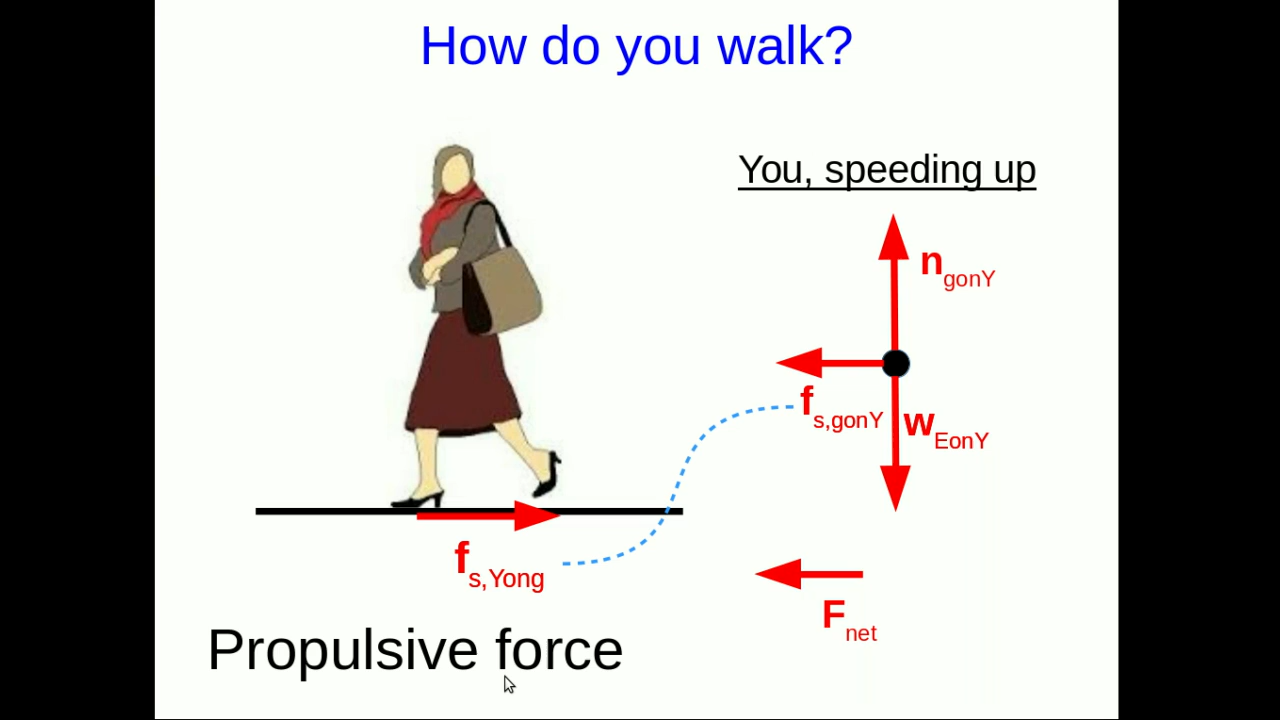 How do you walk?
You, speeding up
n gonY
f s,gonY
w EonY
f s,Yong
F net
Propulsive force